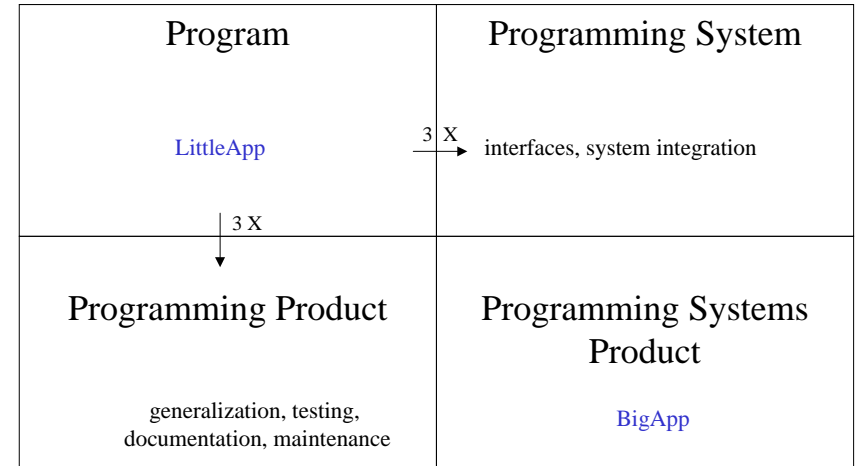 Program
Programming System
LittleApp
3 X
interfaces, system integration
3 X
Programming Product
Programming Systems
Product
generalization, testing,
documentation, maintenance
BigApp